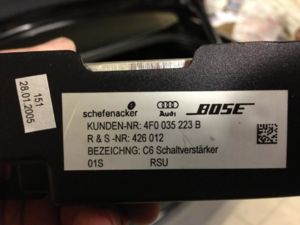 151
28.01.2005
schefenacker Audi BOSE
KUNDEN-NR: 4F0 035 223 B
R & S -NR: 426 012
BEZEICHNG: C6 Schaltverstärker
01S RSU